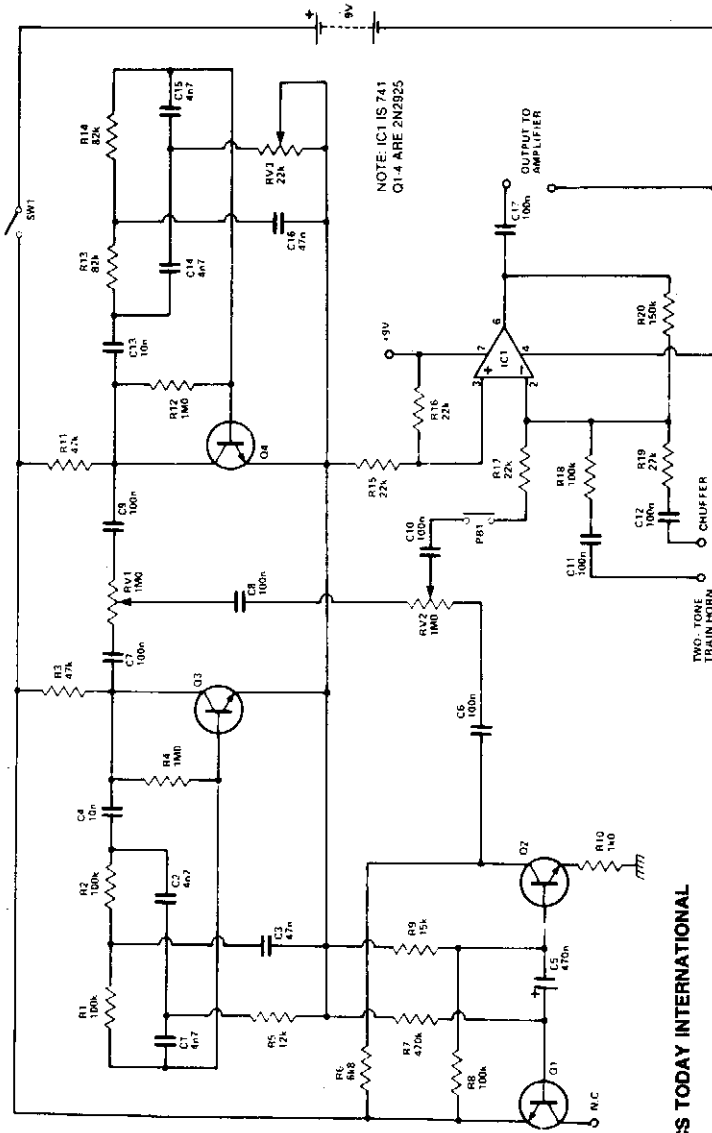 SW1
+
9V
R14
82k
C15
4n7
R13
82k
C14
4n7
RV3
22k
C16
47n
C13
10n
R12
1M0
R11
47k
Q4
C9
100n
RV1
1M0
C8
100n
C7
100n
R3
47k
Q3
R4
1M0
C4
10n
R2
100k
C2
4n7
C3
47n
R1
100k
C1
4n7
R5
12k
NOTE: IC1 IS 741
Q1-4 ARE 2N2925
OUTPUT TO
AMPLIFIER
C17
100n
+9V
R16
22k
R15
22k
3
+
7
IC1
6
2
–
4
R20
150k
R17
22k
R18
100k
R19
27k
C12
100n
CHUFFER
C11
100n
TWO-TONE
TRAIN HORN
PB1
C10
100n
RV2
1M0
C6
100n
Q2
R10
1k0
R9
15k
C5
470n
+
R7
470k
R8
100k
R6
6k8
Q1
N.C
CS TODAY INTERNATIONAL